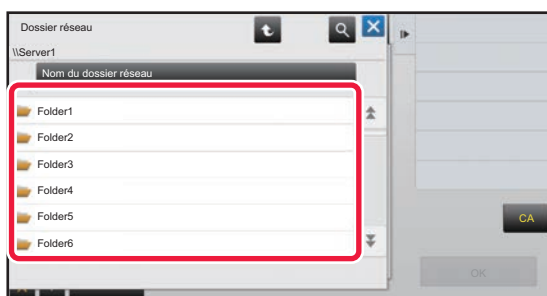 Dossier réseau
\\Server1
Nom du dossier réseau
Folder1
Folder2
Folder3
Folder4
Folder5
Folder6
CA
OK